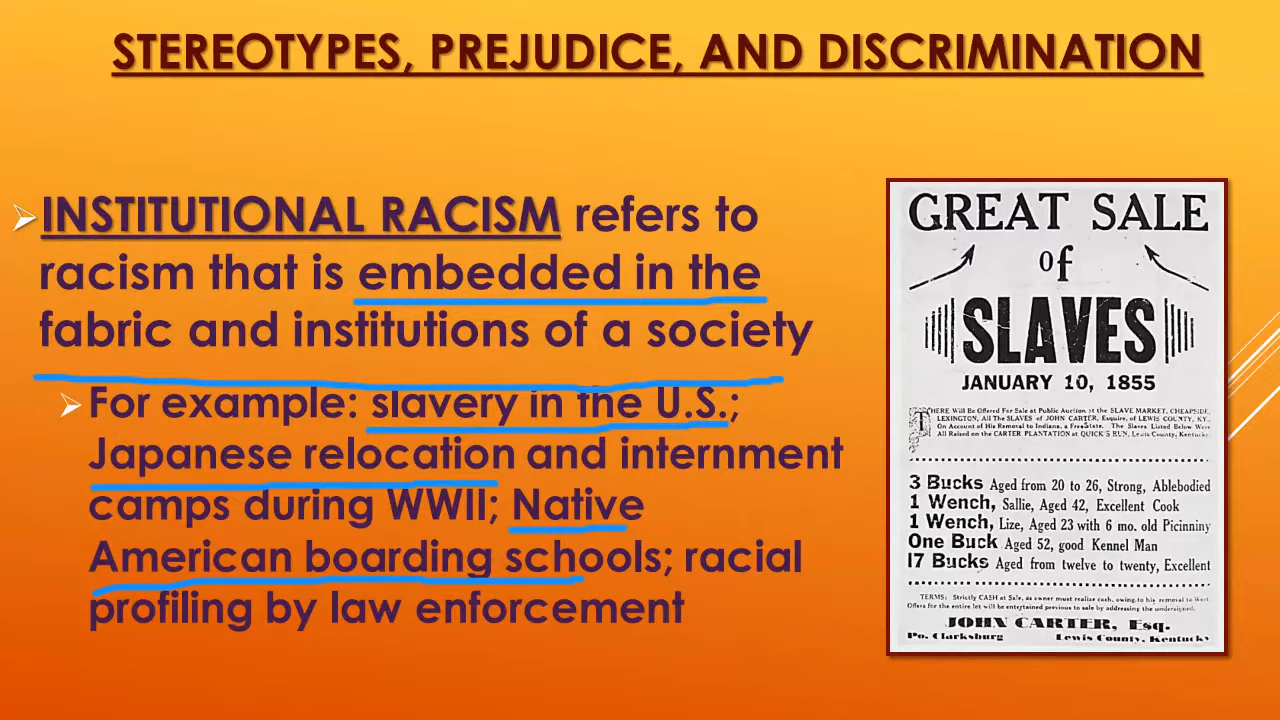 STEREOTYPES, PREJUDICE, AND DISCRIMINATION
INSTITUTIONAL RACISM refers to
racism that is embedded in the
fabric and institutions of a society
For example: slavery in the U.S.;
Japanese relocation and internment
camps during WWII; Native
American boarding schools; racial
profiling by law enforcement
GREAT SALE
of
SLAVES
JANUARY 10, 1855
THERE Will Be Offered For Sale at Public Auction at the SLAVE MARKET, CHEAPSIDE,
LEXINGTON, All The SLAVES of JOHN CARTER, Esquire, of LEWIS COUNTY, KY.,
On Account of His Removal to Indiana, a Free State. The Slaves Listed Below Were
All Raised on the CARTER PLANTATION at QUICK'S RUN, Lewis County, Kentucky.
3 Bucks Aged from 20 to 26, Strong, Ablebodied
1 Wench, Sallie, Aged 42, Excellent Cook
1 Wench, Lize, Aged 23 with 6 mo. old Picinniny
One Buck Aged 52, good Kennel Man
17 Bucks Aged from twelve to twenty, Excellent
TERMS: Strictly CASH at Sale, as owner must realize cash, owing to his removal to West
Offers for the entire lot will be entertained previous to sale by addressing the undersigned.
JOHN CARTER, Esq.
Po. Clarksburg Lewis County, Kentucky